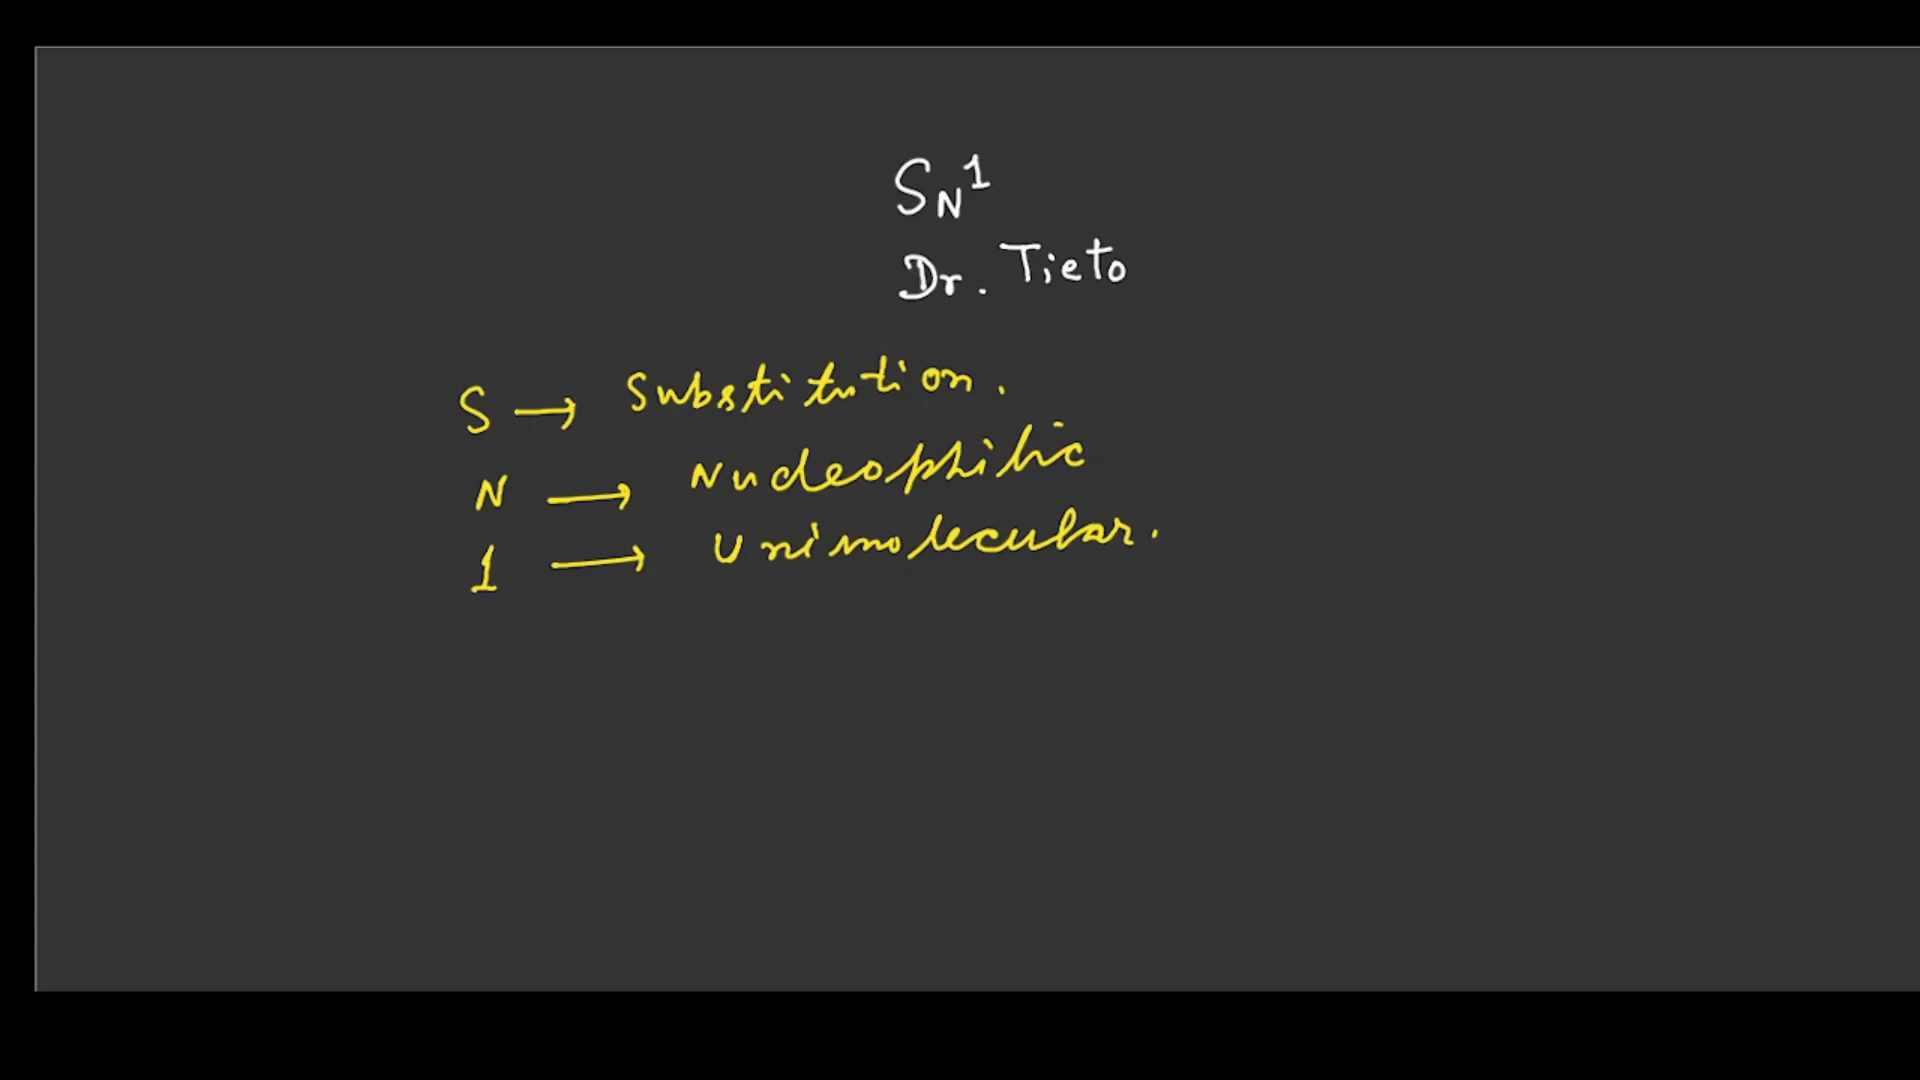 SN1
Dr. Tieto
S → Substitution.
N → Nucleophilic
1 → Unimolecular.